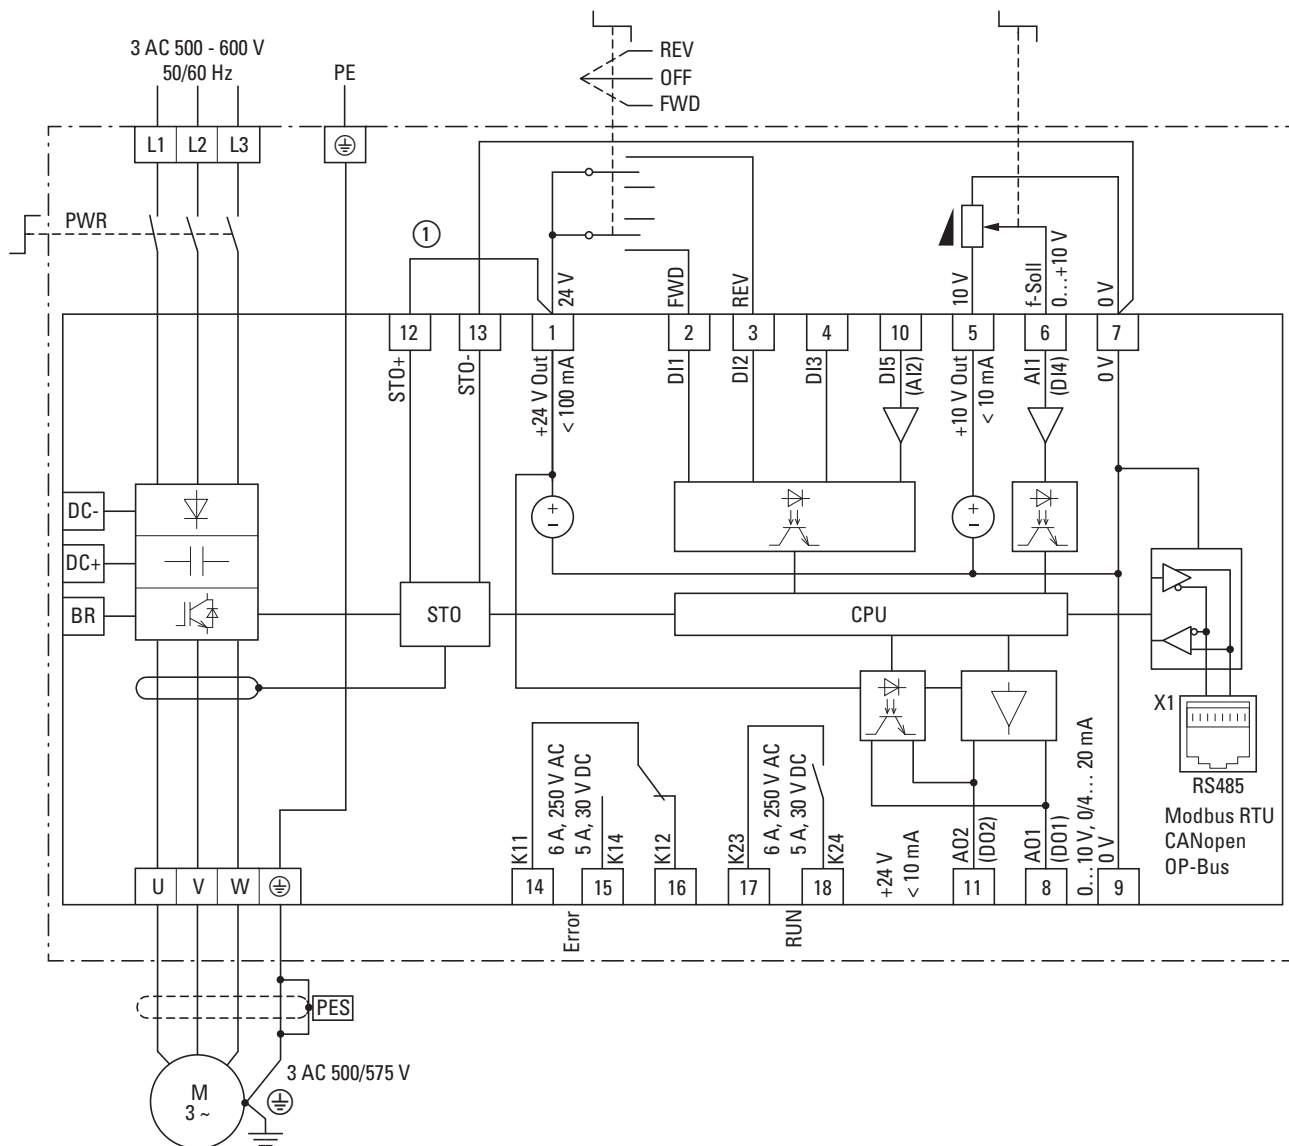 3 AC 500 - 600 V
50/60 Hz
PE
REV
OFF
FWD
L1
L2
L3
PWR
1
24 V
FWD
REV
10 V
f-Soll
0…+10 V
0 V
12
13
1
2
3
4
10
5
6
7
STO+
STO-
+24 V Out
< 100 mA
DI1
DI2
DI3
DI5
(AI2)
+10 V Out
< 10 mA
AI1
(DI4)
0 V
DC-
DC+
BR
STO
CPU
X1
RS485
Modbus RTU
CANopen
OP-Bus
K11
6 A, 250 V AC
5 A, 30 V DC
K14
K12
K23
6 A, 250 V AC
5 A, 30 V DC
K24
+24 V
< 10 mA
AO2
(DO2)
AO1
(DO1)
0…10 V, 0/4… 20 mA
0 V
U
V
W
14
15
16
17
18
11
8
9
Error
RUN
PES
3 AC 500/575 V
M
3 ~